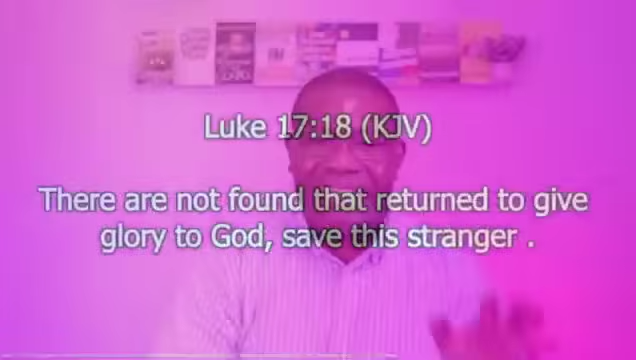 Luke 17:18 (KJV)
There are not found that returned to give
glory to God, save this stranger .